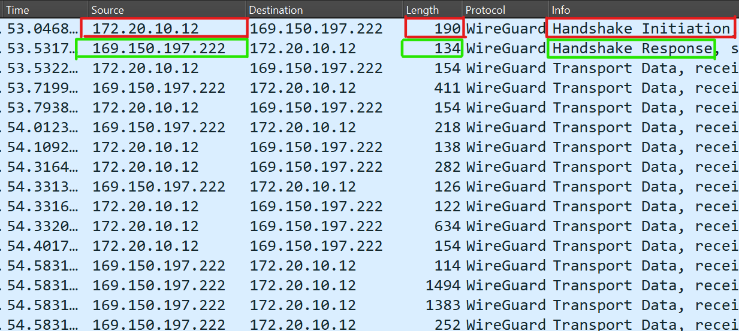 Time Source Destination Length Protocol Info
53.0468… 172.20.10.12 169.150.197.222 190 WireGuard Handshake Initiation
53.5317… 169.150.197.222 172.20.10.12 134 WireGuard Handshake Response, s
53.5322… 172.20.10.12 169.150.197.222 154 WireGuard Transport Data, recei
53.7199… 169.150.197.222 172.20.10.12 411 WireGuard Transport Data, recei
53.7938… 169.150.197.222 172.20.10.12 154 WireGuard Transport Data, recei
54.0123… 172.20.10.12 169.150.197.222 218 WireGuard Transport Data, recei
54.1092… 169.150.197.222 172.20.10.12 138 WireGuard Transport Data, recei
54.3164… 172.20.10.12 169.150.197.222 282 WireGuard Transport Data, recei
54.3313… 169.150.197.222 172.20.10.12 126 WireGuard Transport Data, recei
54.3316… 172.20.10.12 169.150.197.222 122 WireGuard Transport Data, recei
54.3320… 172.20.10.12 169.150.197.222 634 WireGuard Transport Data, recei
54.4017… 172.20.10.12 169.150.197.222 154 WireGuard Transport Data, recei
54.5831… 169.150.197.222 172.20.10.12 114 WireGuard Transport Data, recei
54.5831… 169.150.197.222 172.20.10.12 1494 WireGuard Transport Data, recei
54.5831… 169.150.197.222 172.20.10.12 1383 WireGuard Transport Data, recei
54.5831… 169.150.197.222 172.20.10.12 252 WireGuard Transport Data, recei